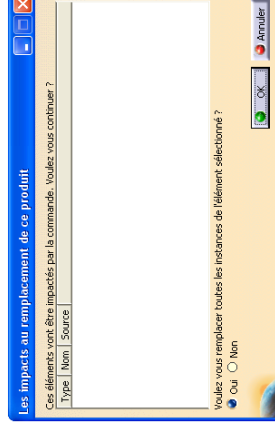 Les impacts au remplacement de ce produit
Ces éléments vont être impactés par la commande. Voulez vous continuer ?
Type Nom Source
Voulez vous remplacer toutes les instances de l'élément sélectionné ?
Oui Non
OK Annuler